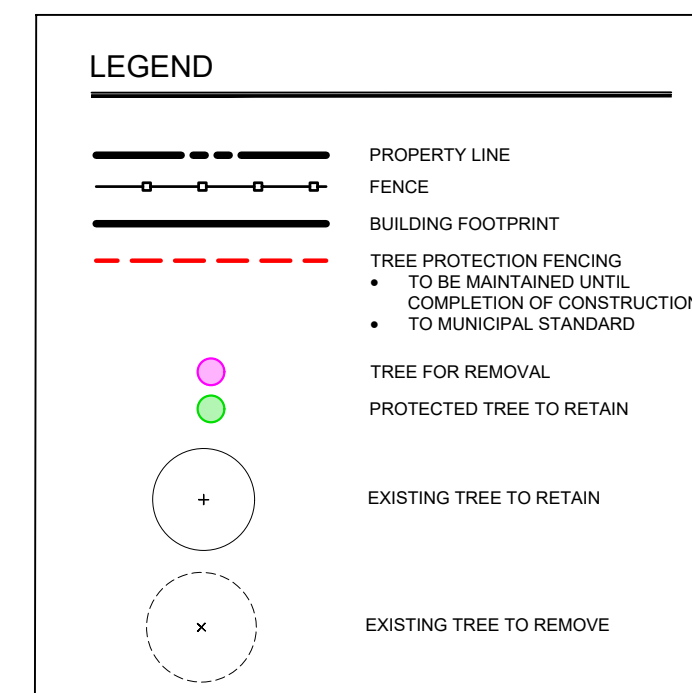 LEGEND
PROPERTY LINE
FENCE
BUILDING FOOTPRINT
TREE PROTECTION FENCING
• TO BE MAINTAINED UNTIL
COMPLETION OF CONSTRUCTION
• TO MUNICIPAL STANDARD
TREE FOR REMOVAL
PROTECTED TREE TO RETAIN
EXISTING TREE TO RETAIN
EXISTING TREE TO REMOVE